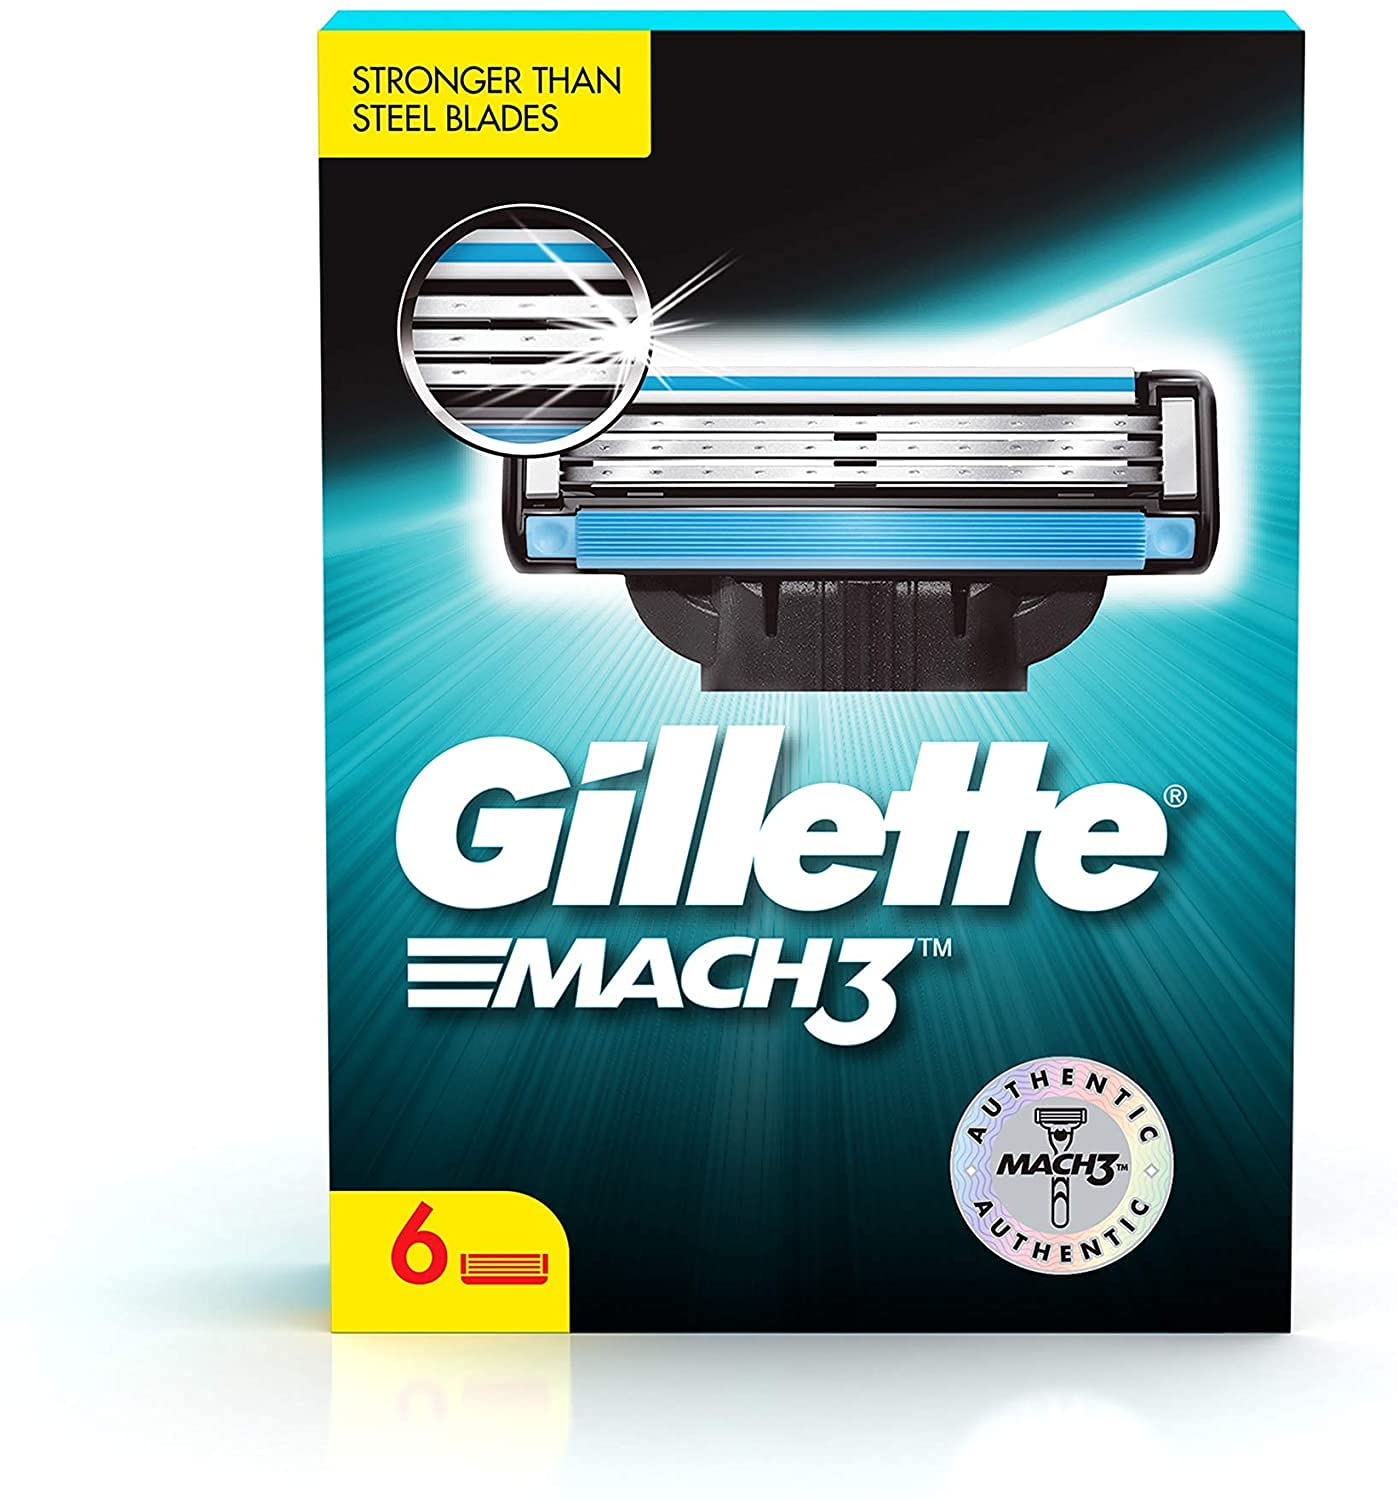 STRONGER THAN
STEEL BLADES
Gillette®
MACH3™
AUTHENTIC
MACH3™
AUTHENTIC
6